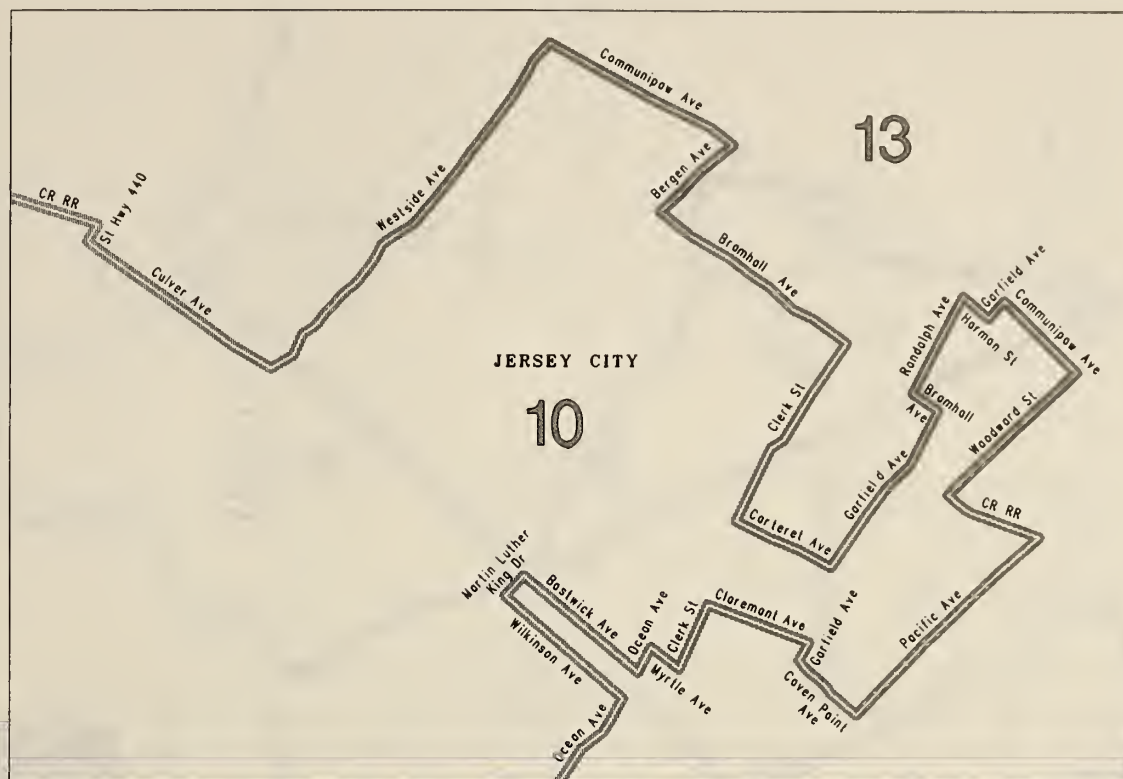 Communipaw Ave
13
Bergen Ave
CR RR
St Hwy 440
Westside Ave
Culver Ave
Bramhall Ave
Garfield Ave
Communipaw Ave
Harmon St
Randolph Ave
JERSEY CITY
10
Bramhall
Ave
Clerk St
Woodward St
Garfield Ave
CR RR
Carteret Ave
Martin Luther
King Dr
Bostwick Ave
Ocean Ave
Clerk St
Claremont Ave
Garfield Ave
Pacific Ave
Wilkinson Ave
Myrtle Ave
Caven Point
Ave
Ocean Ave